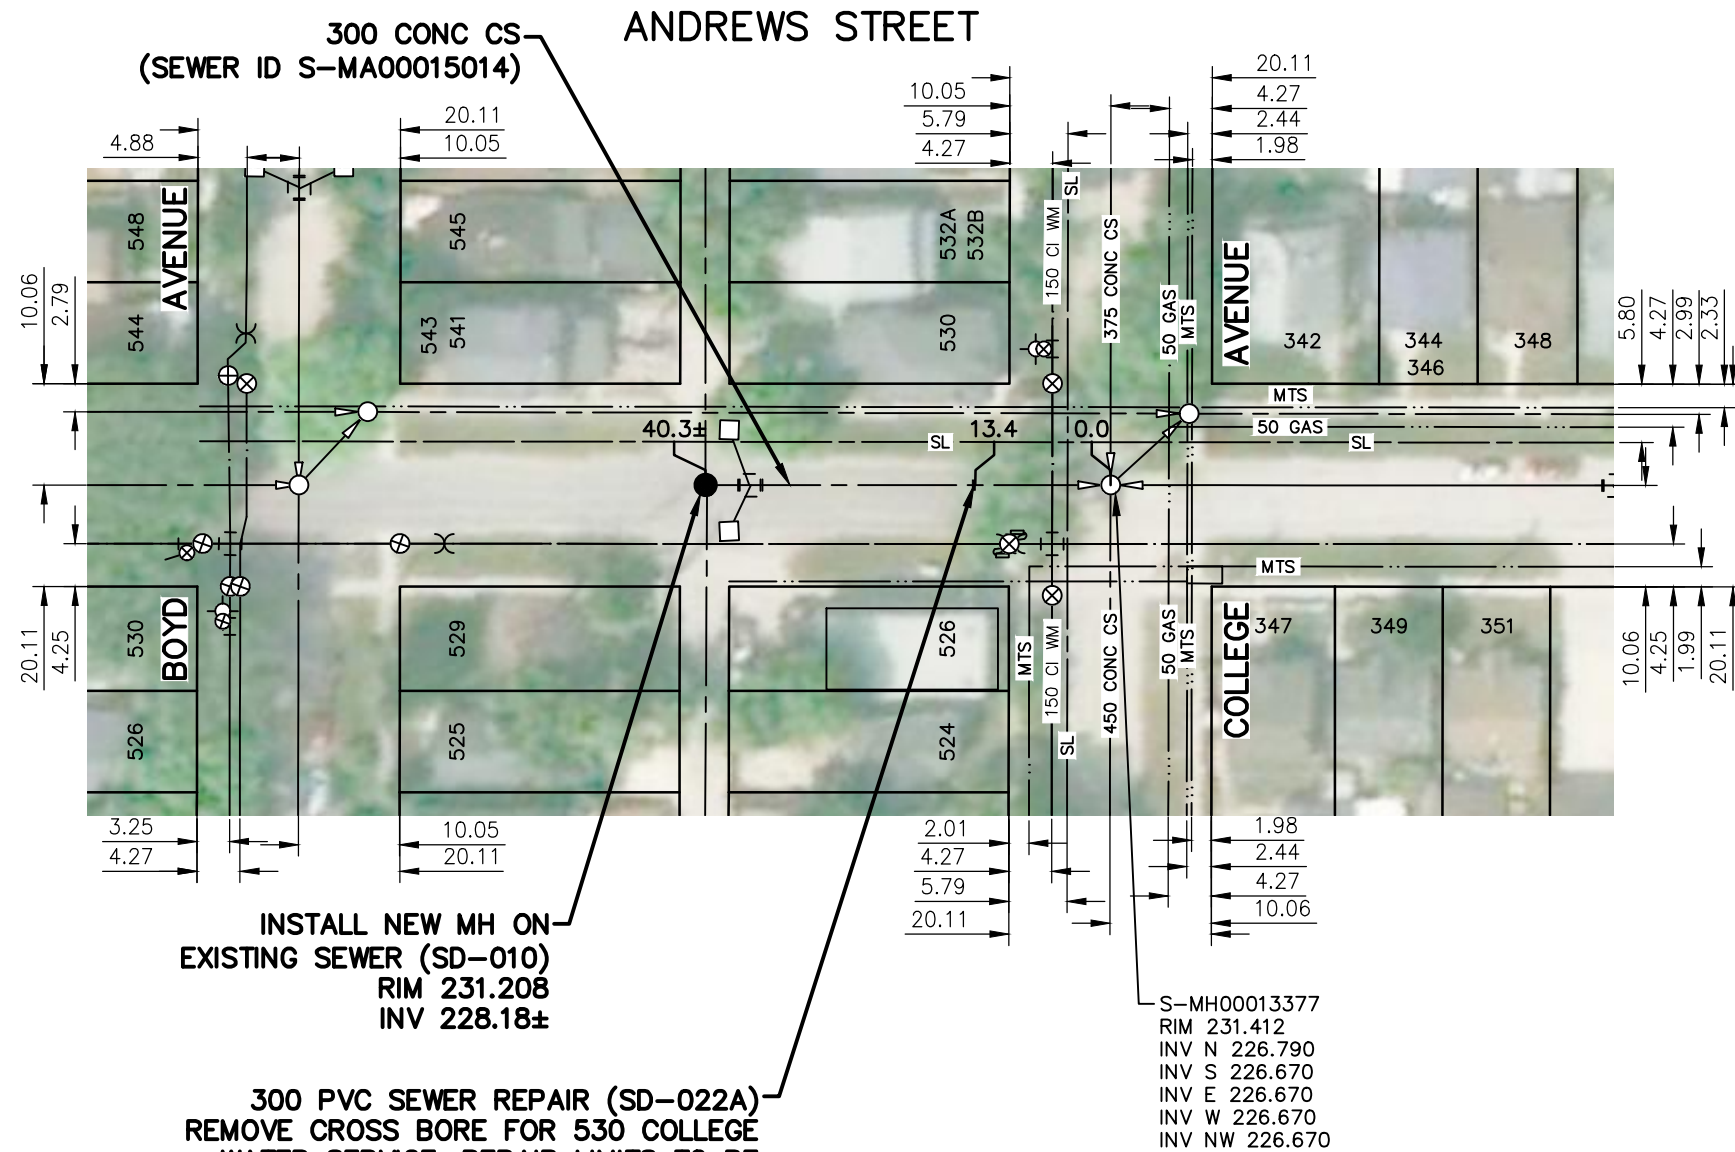 ANDREWS STREET
300 CONC CS
(SEWER ID S-MA00015014)
20.11
10.05
4.88
10.05
5.79
4.27
20.11
4.27
2.44
1.98
10.06
2.79
548
544
AVENUE
545
543
541
532A
532B
530
150 CI WM
SL
375 CONC CS
50 GAS
MTS
AVENUE
342
344
346
348
5.80
4.27
2.99
2.33
MTS
50 GAS
SL
SL
40.3±
13.4
0.0
20.11
4.25
530
526
BOYD
529
525
526
524
MTS
150 CI WM
SL
450 CONC CS
50 GAS
MTS
COLLEGE
MTS
347
349
351
10.06
4.25
1.99
20.11
3.25
4.27
10.05
20.11
2.01
4.27
5.79
20.11
1.98
2.44
4.27
10.06
INSTALL NEW MH ON
EXISTING SEWER (SD-010)
RIM 231.208
INV 228.18±
S-MH00013377
RIM 231.412
INV N 226.790
INV S 226.670
INV E 226.670
INV W 226.670
INV NW 226.670
300 PVC SEWER REPAIR (SD-022A)
REMOVE CROSS BORE FOR 530 COLLEGE